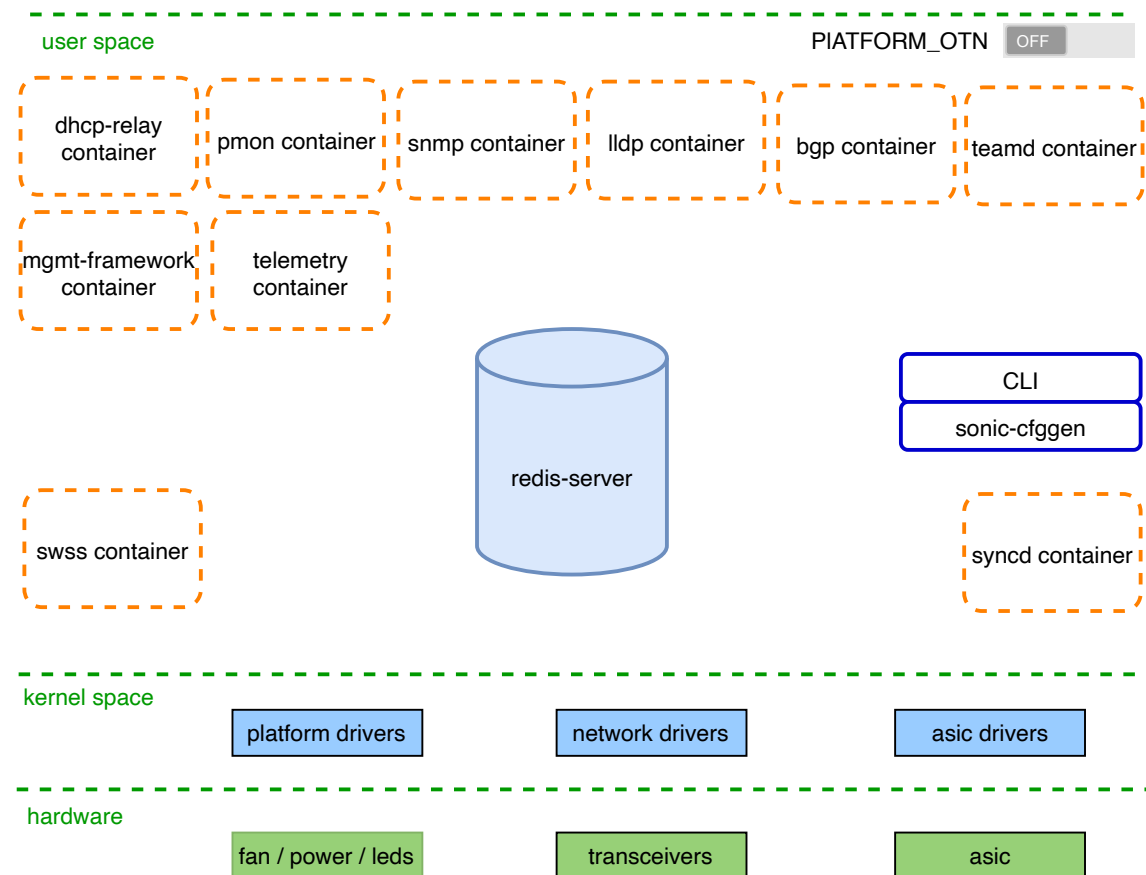 user space
PIATFORM_OTN
OFF
dhcp-relay
container
pmon container
snmp container
lldp container
bgp container
teamd container
mgmt-framework
container
telemetry
container
CLI
sonic-cfggen
redis-server
swss container
syncd container
kernel space
platform drivers
network drivers
asic drivers
hardware
fan / power / leds
transceivers
asic